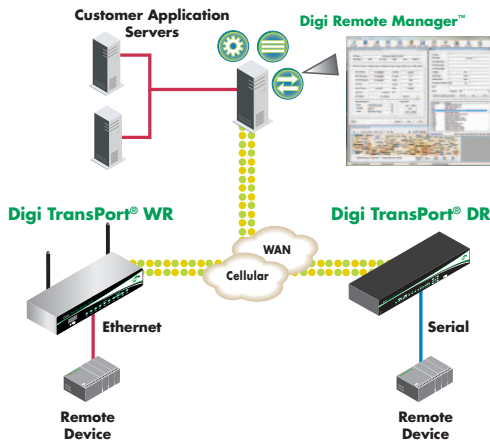 Customer Application
Servers
Digi Remote Manager™
Digi TransPort® WR
Digi TransPort® DR
WAN
Cellular
Ethernet
Serial
Remote
Device
Remote
Device